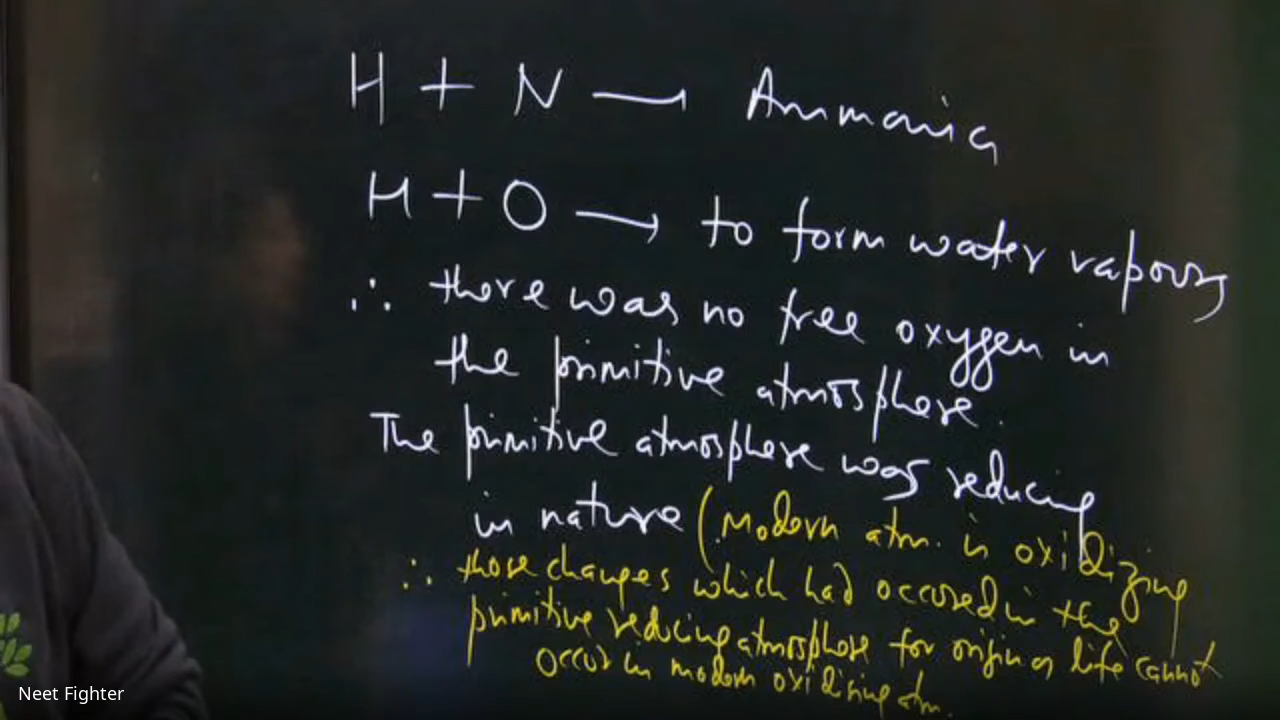 H + N → Ammonia
H + O → to form water vapours
∴ there was no free oxygen in
the primitive atmosphere.
The primitive atmosphere was reducing
in nature (Modern atm. is oxidizing
∴ those changes which had occured in the
primitive reducing atmosphere for origin of life cannot
occur in modern oxidising atm.
Neet Fighter